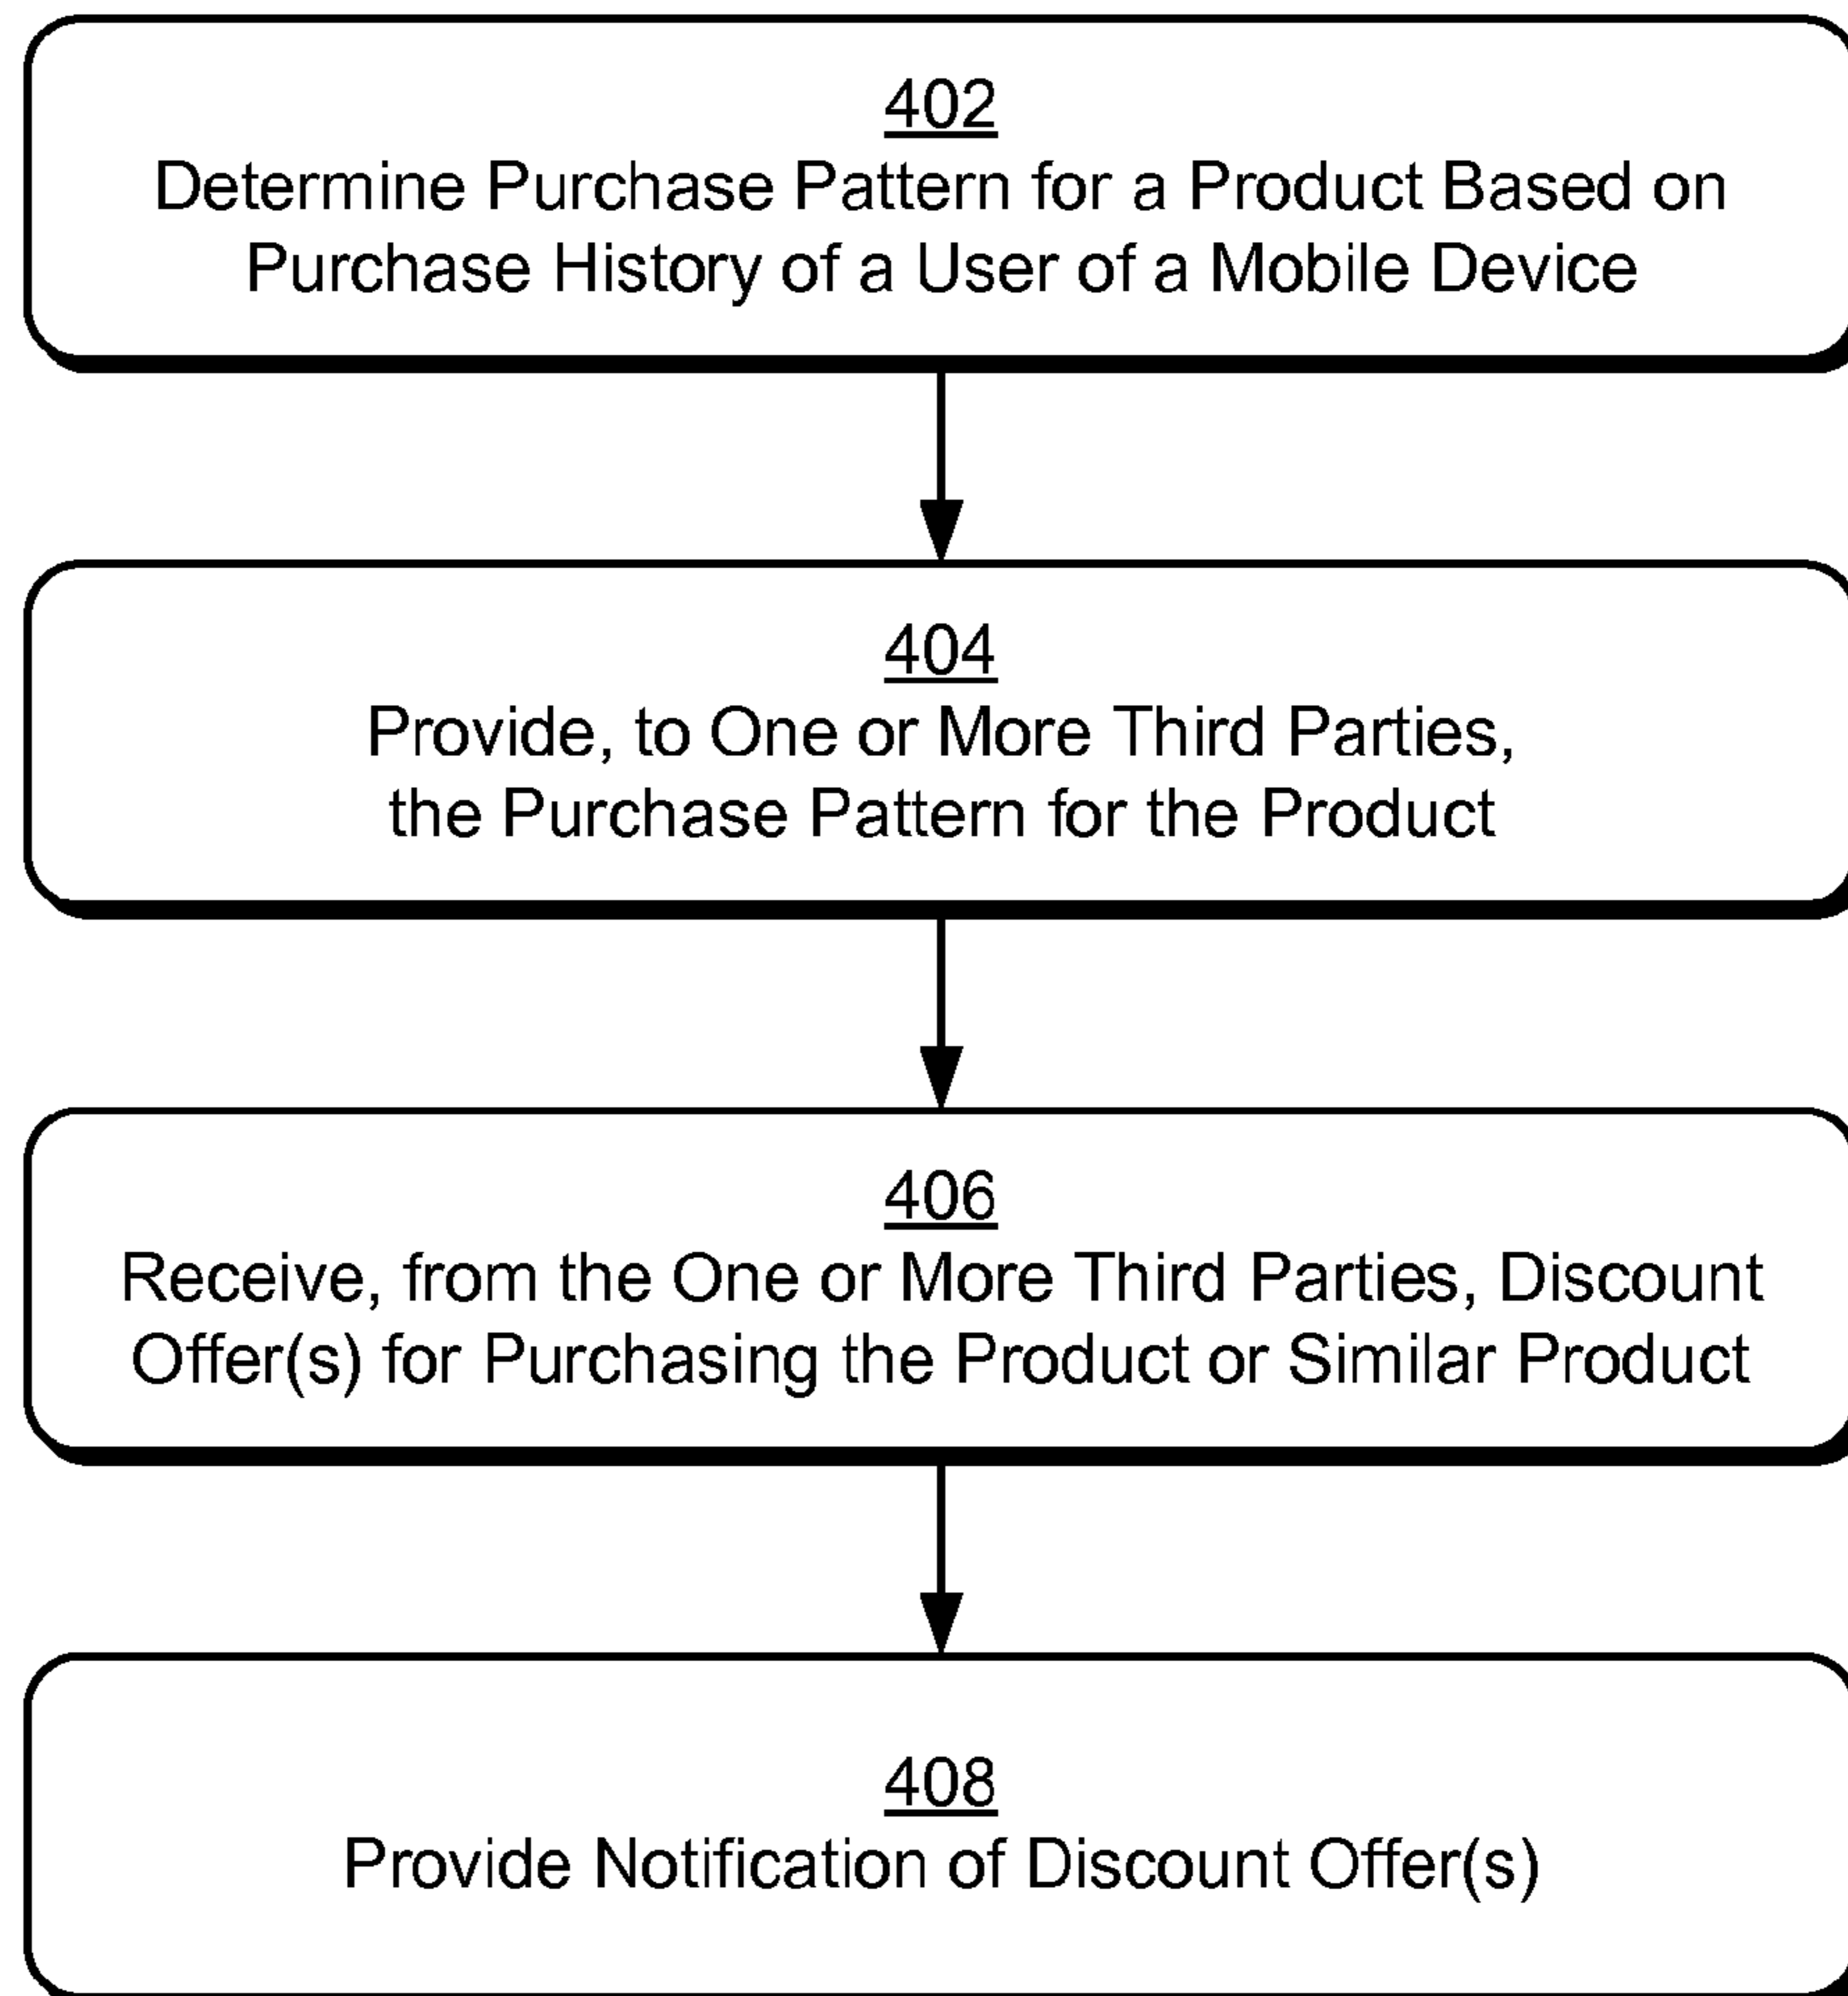 402
Determine Purchase Pattern for a Product Based on
Purchase History of a User of a Mobile Device
404
Provide, to One or More Third Parties,
the Purchase Pattern for the Product
406
Receive, from the One or More Third Parties, Discount
Offer(s) for Purchasing the Product or Similar Product
408
Provide Notification of Discount Offer(s)